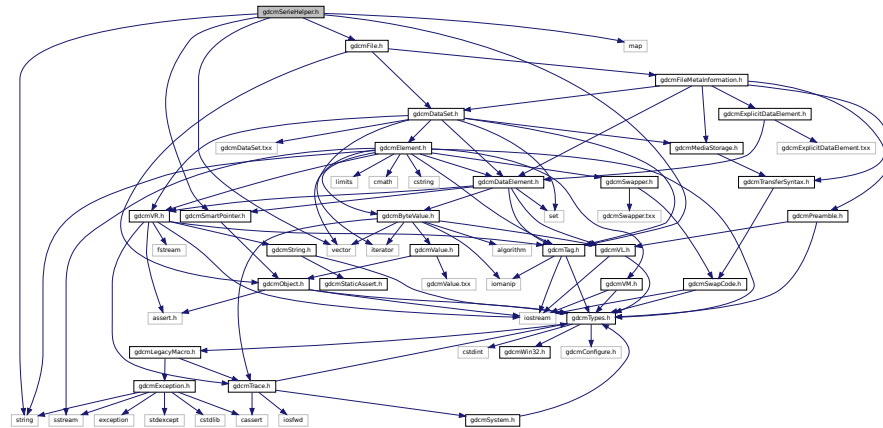 gdcmSerieHelper.h
gdcmFile.h
map
gdcmFileMetaInformation.h
gdcmDataSet.h
gdcmExplicitDataElement.h
gdcmDataSet.txx
gdcmElement.h
gdcmMediaStorage.h
gdcmExplicitDataElement.txx
limits
cmath
cstring
gdcmDataElement.h
gdcmSwapper.h
gdcmTransferSyntax.h
gdcmVR.h
gdcmSmartPointer.h
gdcmByteValue.h
set
gdcmSwapper.txx
gdcmPreamble.h
fstream
gdcmString.h
vector
iterator
gdcmValue.h
algorithm
gdcmTag.h
gdcmVL.h
gdcmObject.h
gdcmStaticAssert.h
gdcmValue.txx
iomanip
gdcmVM.h
gdcmSwapCode.h
assert.h
iostream
gdcmTypes.h
gdcmLegacyMacro.h
cstdint
gdcmWin32.h
gdcmConfigure.h
gdcmException.h
gdcmTrace.h
string
sstream
exception
stdexcept
cstdlib
cassert
iosfwd
gdcmSystem.h